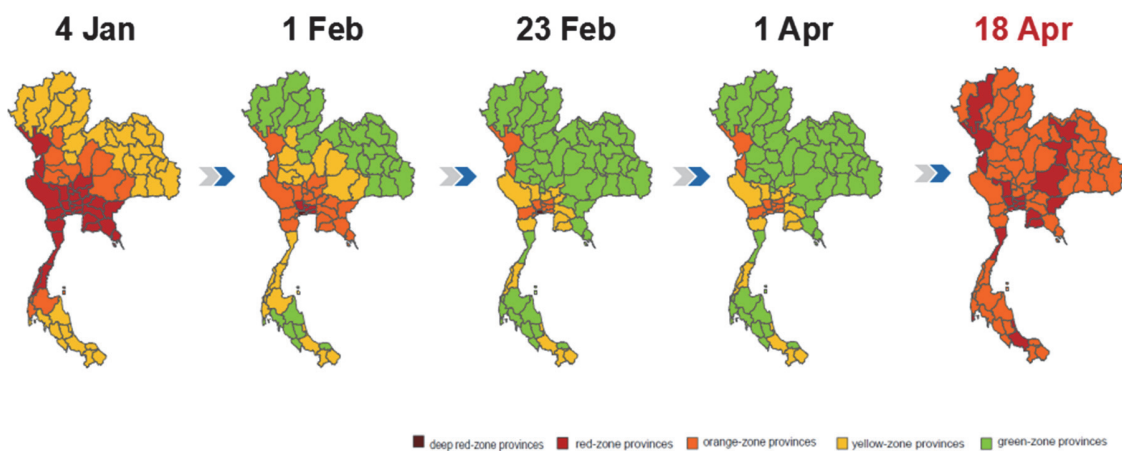 4 Jan
1 Feb
23 Feb
1 Apr
18 Apr
deep red-zone provinces
red-zone provinces
orange-zone provinces
yellow-zone provinces
green-zone provinces